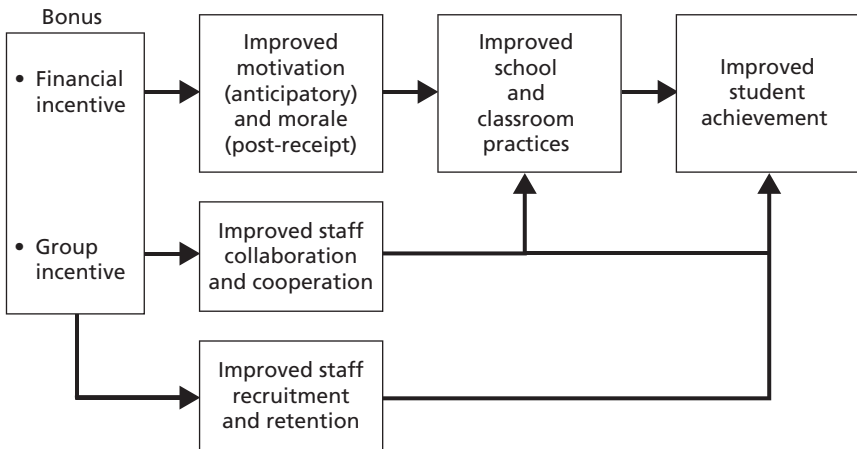 Bonus
• Financial
incentive
• Group
incentive
Improved
motivation
(anticipatory)
and morale
(post-receipt)
Improved
school
and
classroom
practices
Improved
student
achievement
Improved staff
collaboration
and cooperation
Improved staff
recruitment
and retention